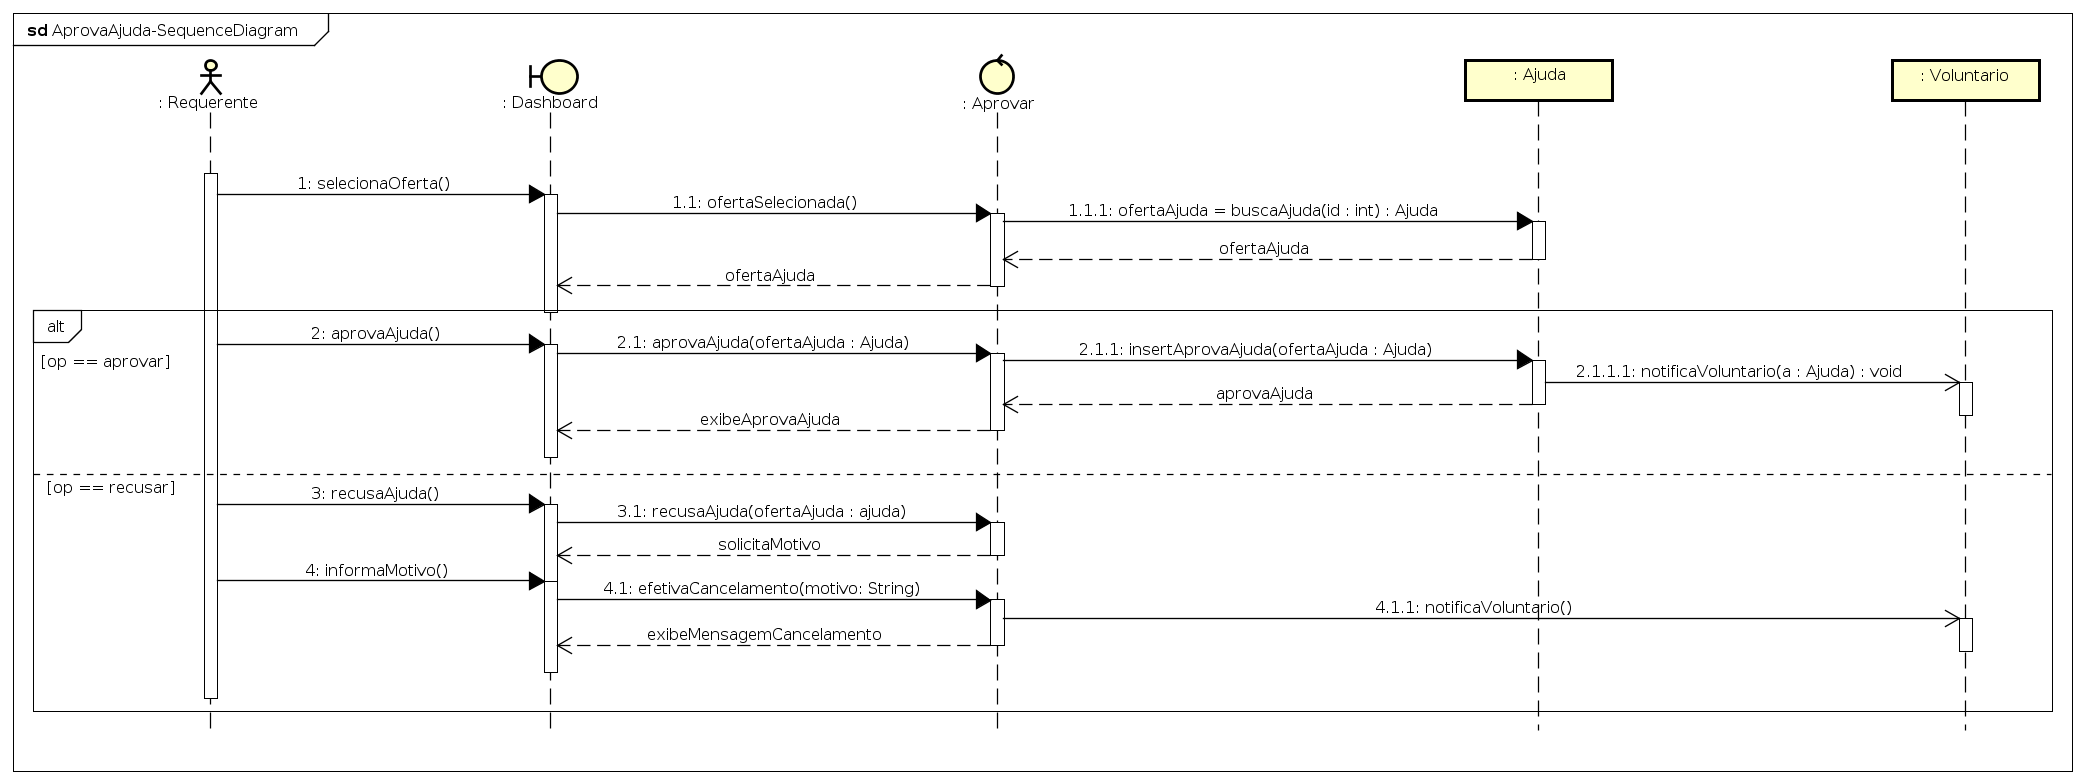 sd AprovaAjuda-SequenceDiagram
: Requerente
: Dashboard
: Aprovar
: Ajuda
: Voluntario
1: selecionaOferta()
1.1: ofertaSelecionada()
1.1.1: ofertaAjuda = buscaAjuda(id : int) : Ajuda
ofertaAjuda
ofertaAjuda
alt
[op == aprovar]
2: aprovaAjuda()
2.1: aprovaAjuda(ofertaAjuda : Ajuda)
2.1.1: insertAprovaAjuda(ofertaAjuda : Ajuda)
2.1.1.1: notificaVoluntario(a : Ajuda) : void
aprovaAjuda
exibeAprovaAjuda
[op == recusar]
3: recusaAjuda()
3.1: recusaAjuda(ofertaAjuda : ajuda)
solicitaMotivo
4: informaMotivo()
4.1: efetivaCancelamento(motivo: String)
4.1.1: notificaVoluntario()
exibeMensagemCancelamento